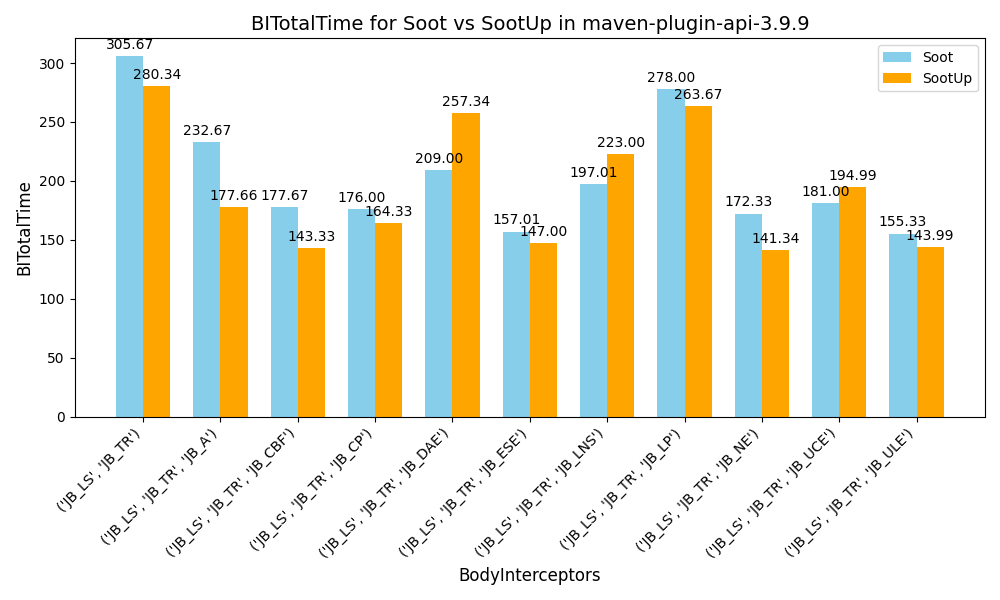 BITotalTime for Soot vs SootUp in maven-plugin-api-3.9.9
Soot
SootUp
BITotalTime
300
250
200
150
100
50
0
305.67
280.34
232.67
177.66
177.67
143.33
176.00
164.33
209.00
257.34
157.01
147.00
197.01
223.00
278.00
263.67
172.33
141.34
181.00
194.99
155.33
143.99
('JB_LS', 'JB_TR')
('JB_LS', 'JB_TR', 'JB_A')
('JB_LS', 'JB_TR', 'JB_CBF')
('JB_LS', 'JB_TR', 'JB_CP')
('JB_LS', 'JB_TR', 'JB_DAE')
('JB_LS', 'JB_TR', 'JB_ESE')
('JB_LS', 'JB_TR', 'JB_LNS')
('JB_LS', 'JB_TR', 'JB_LP')
('JB_LS', 'JB_TR', 'JB_NE')
('JB_LS', 'JB_TR', 'JB_UCE')
('JB_LS', 'JB_TR', 'JB_ULE')
BodyInterceptors